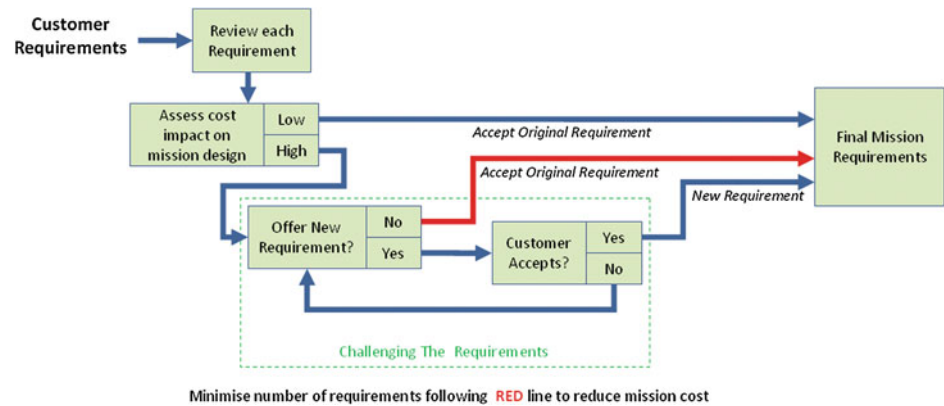 Customer
Requirements
Review each
Requirement
Assess cost
impact on
mission design
Low
High
Accept Original Requirement
Accept Original Requirement
New Requirement
Final Mission
Requirements
Offer New
Requirement?
No
Yes
Customer
Accepts?
Yes
No
Challenging The Requirements
Minimise number of requirements following RED line to reduce mission cost